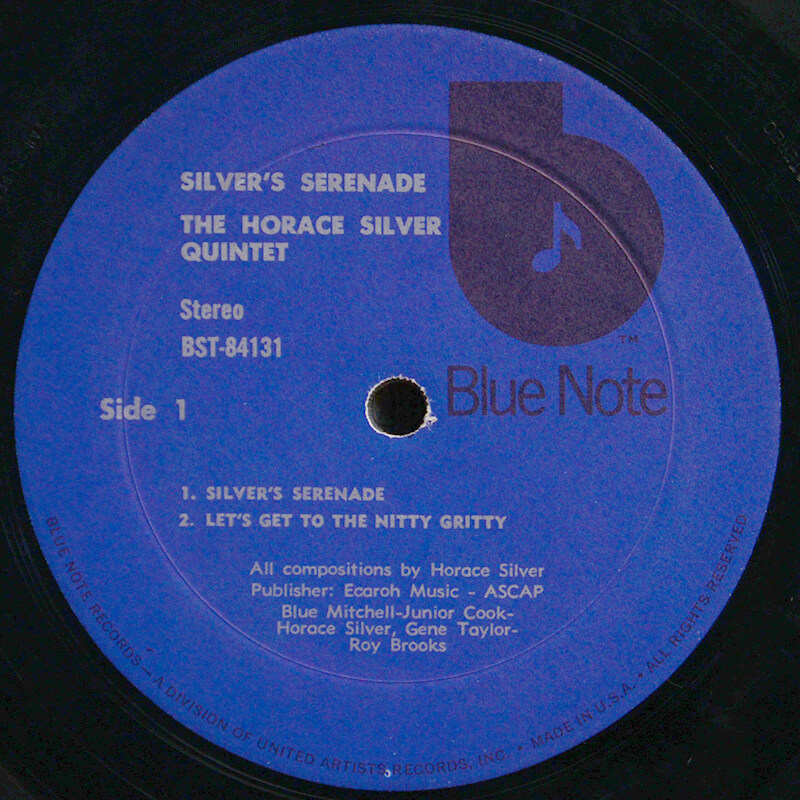 SILVER'S SERENADE
THE HORACE SILVER
QUINTET
Stereo
BST-84131
TM
Blue Note
Side 1
1. SILVER'S SERENADE
2. LET'S GET TO THE NITTY GRITTY
All compositions by Horace Silver
Publisher: Ecaroh Music - ASCAP
Blue Mitchell-Junior Cook-
Horace Silver, Gene Taylor-
Roy Brooks
BLUE NOTE RECORDS — A DIVISION OF UNITED ARTISTS RECORDS, INC. • MADE IN U.S.A. • ALL RIGHTS RESERVED